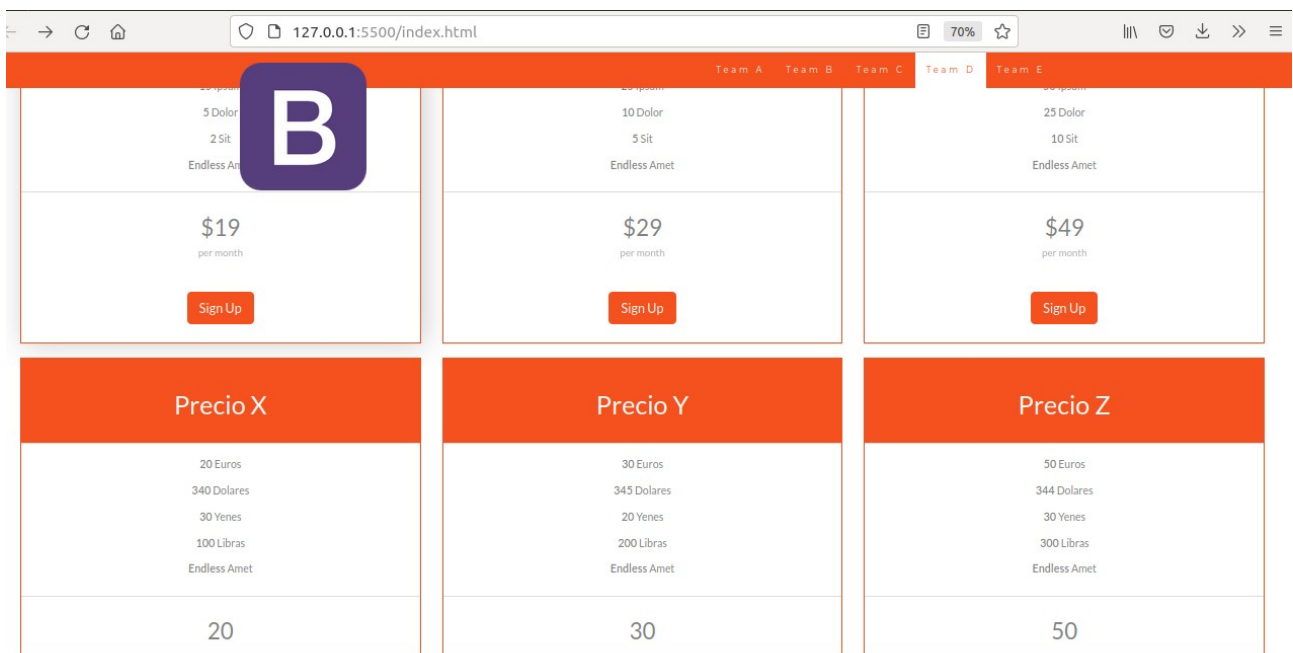 127.0.0.1:5500/index.html 70%
Team A Team B Team C Team D Team E
B
5 Dolor 10 Dolor 25 Dolor
2 Sit 5 Sit 10 Sit
Endless Endless Amet Endless Amet
$19 $29 $49
per month per month per month
Sign Up Sign Up Sign Up
Precio X Precio Y Precio Z
20 Euros 30 Euros 50 Euros
340 Dolares 345 Dolares 344 Dolares
30 Yenes 20 Yenes 30 Yenes
100 Libras 200 Libras 300 Libras
Endless Amet Endless Amet Endless Amet
20 30 50